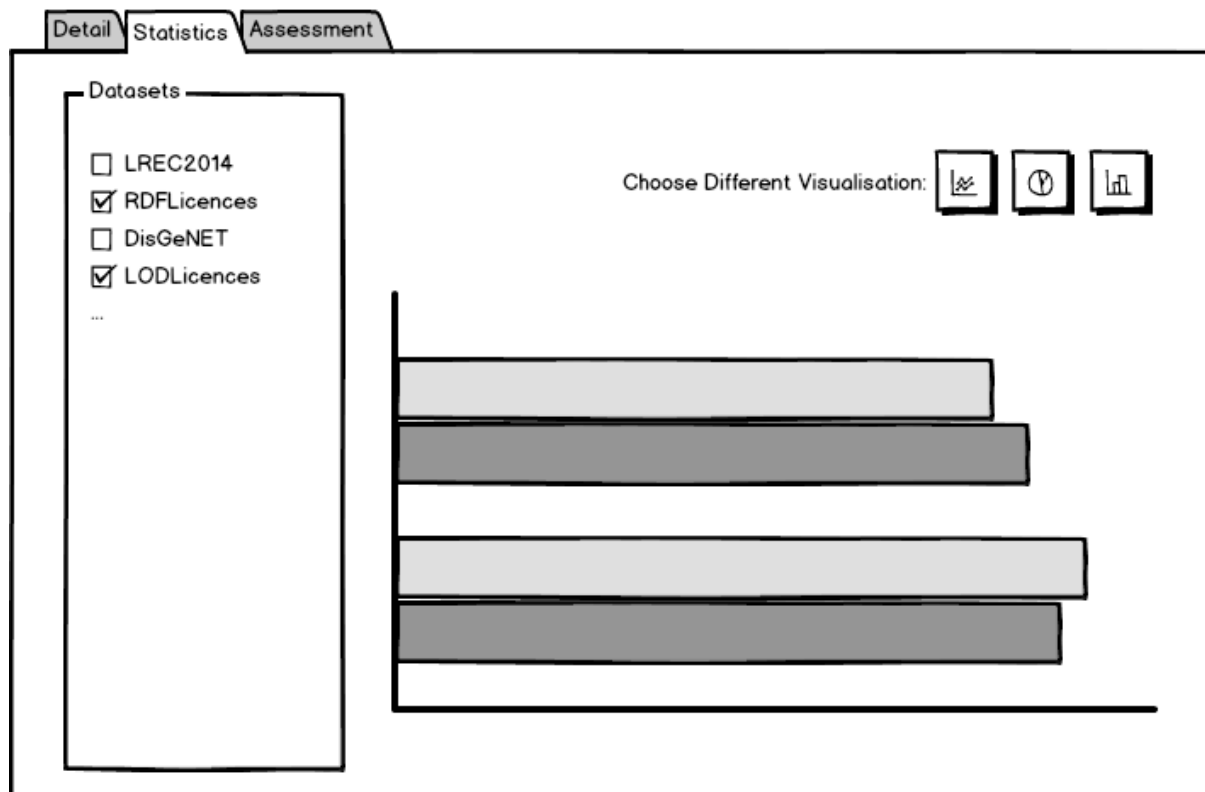 Detail Statistics Assessment
Datasets
LREC2014
RDFLicences
DisGeNET
LODLicences
...
Choose Different Visualisation: